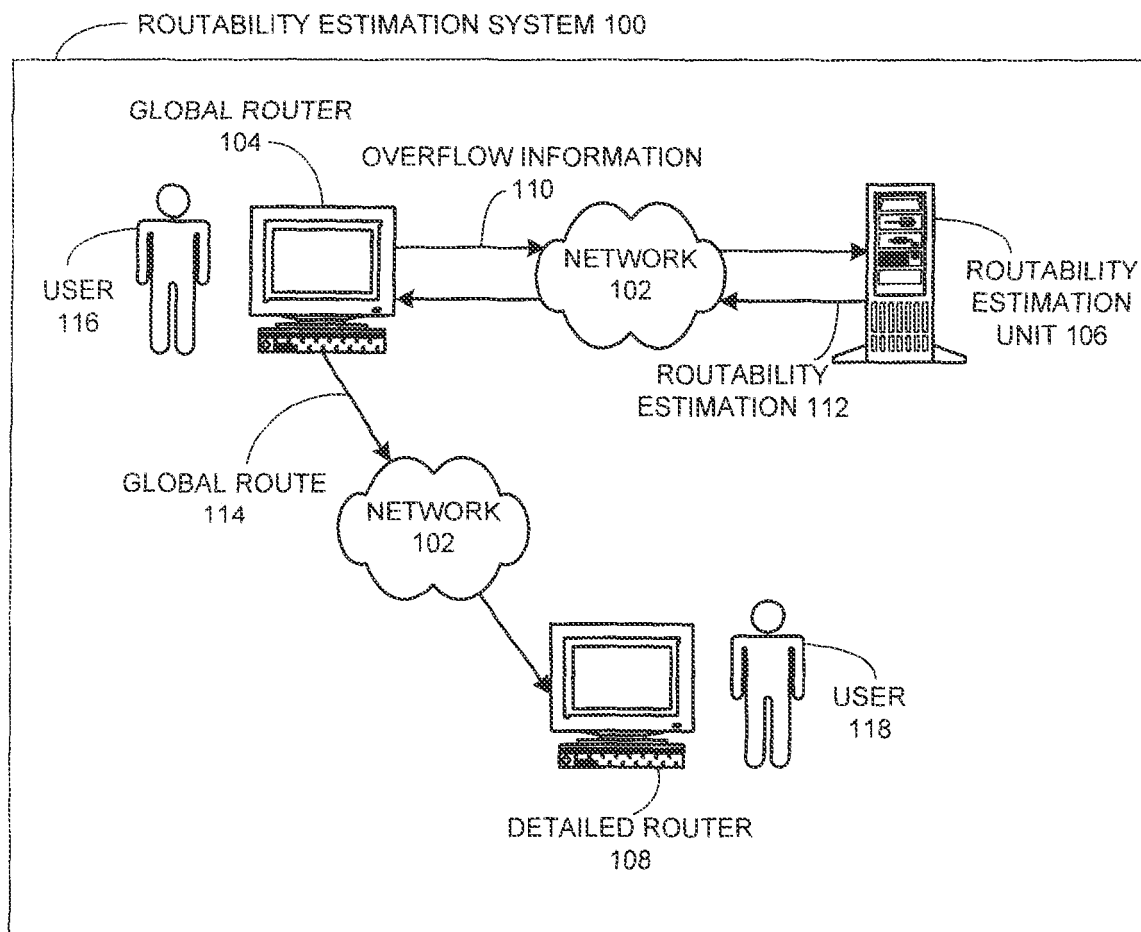 ROUTABILITY ESTIMATION SYSTEM 100
GLOBAL ROUTER
104
OVERFLOW INFORMATION
110
USER
116
NETWORK
102
ROUTABILITY
ESTIMATION
UNIT 106
ROUTABILITY
ESTIMATION 112
GLOBAL ROUTE
114
NETWORK
102
USER
118
DETAILED ROUTER
108